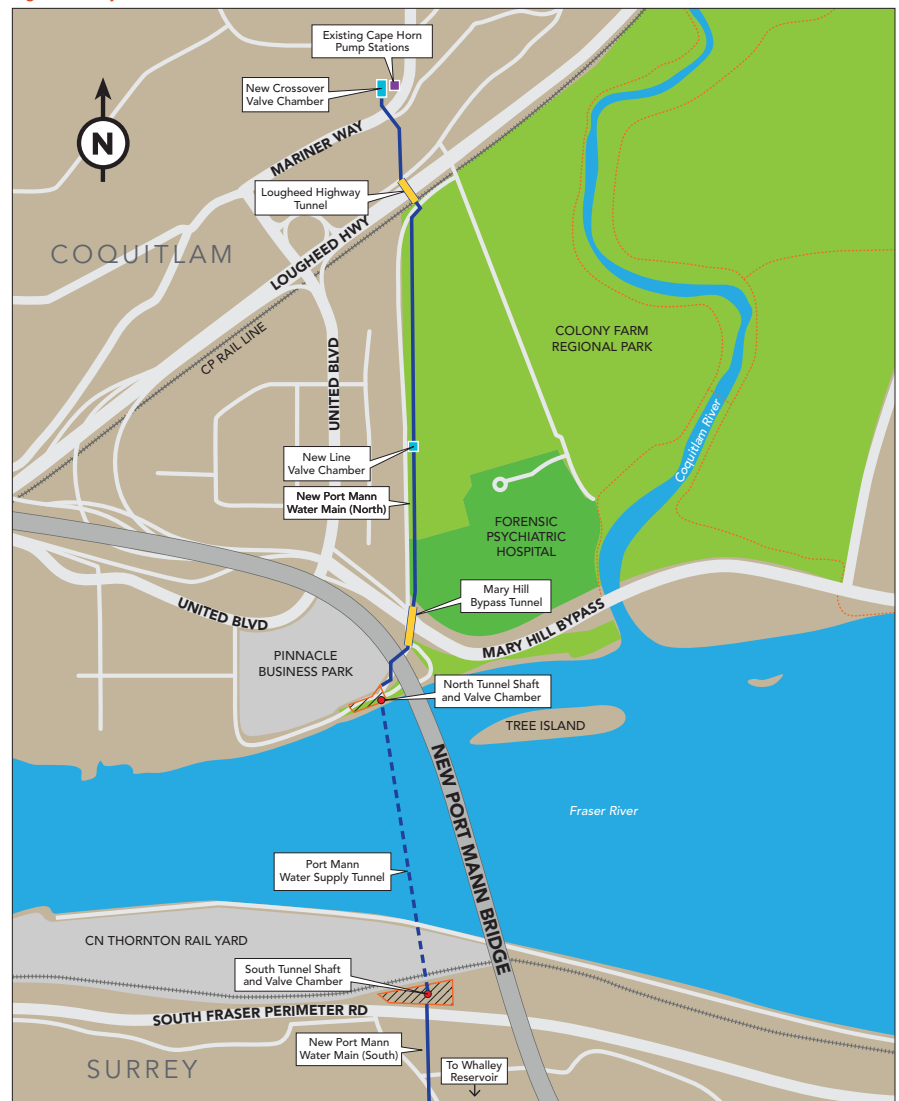 Existing Cape Horn
Pump Stations
New Crossover
Valve Chamber
N
MARINER WAY
Lougheed Highway
Tunnel
COQUITLAM
LOUGHEED HWY
CP RAIL LINE
UNITED BLVD
COLONY FARM
REGIONAL PARK
Coquitlam River
New Line
Valve Chamber
New Port Mann
Water Main (North)
FORENSIC
PSYCHIATRIC
HOSPITAL
Mary Hill
Bypass Tunnel
UNITED BLVD
MARY HILL BYPASS
PINNACLE
BUSINESS PARK
North Tunnel Shaft
and Valve Chamber
TREE ISLAND
NEW PORT MANN BRIDGE
Fraser River
Port Mann
Water Supply Tunnel
CN THORNTON RAIL YARD
South Tunnel Shaft
and Valve Chamber
SOUTH FRASER PERIMETER RD
New Port Mann
Water Main (South)
SURREY
To Whalley
Reservoir